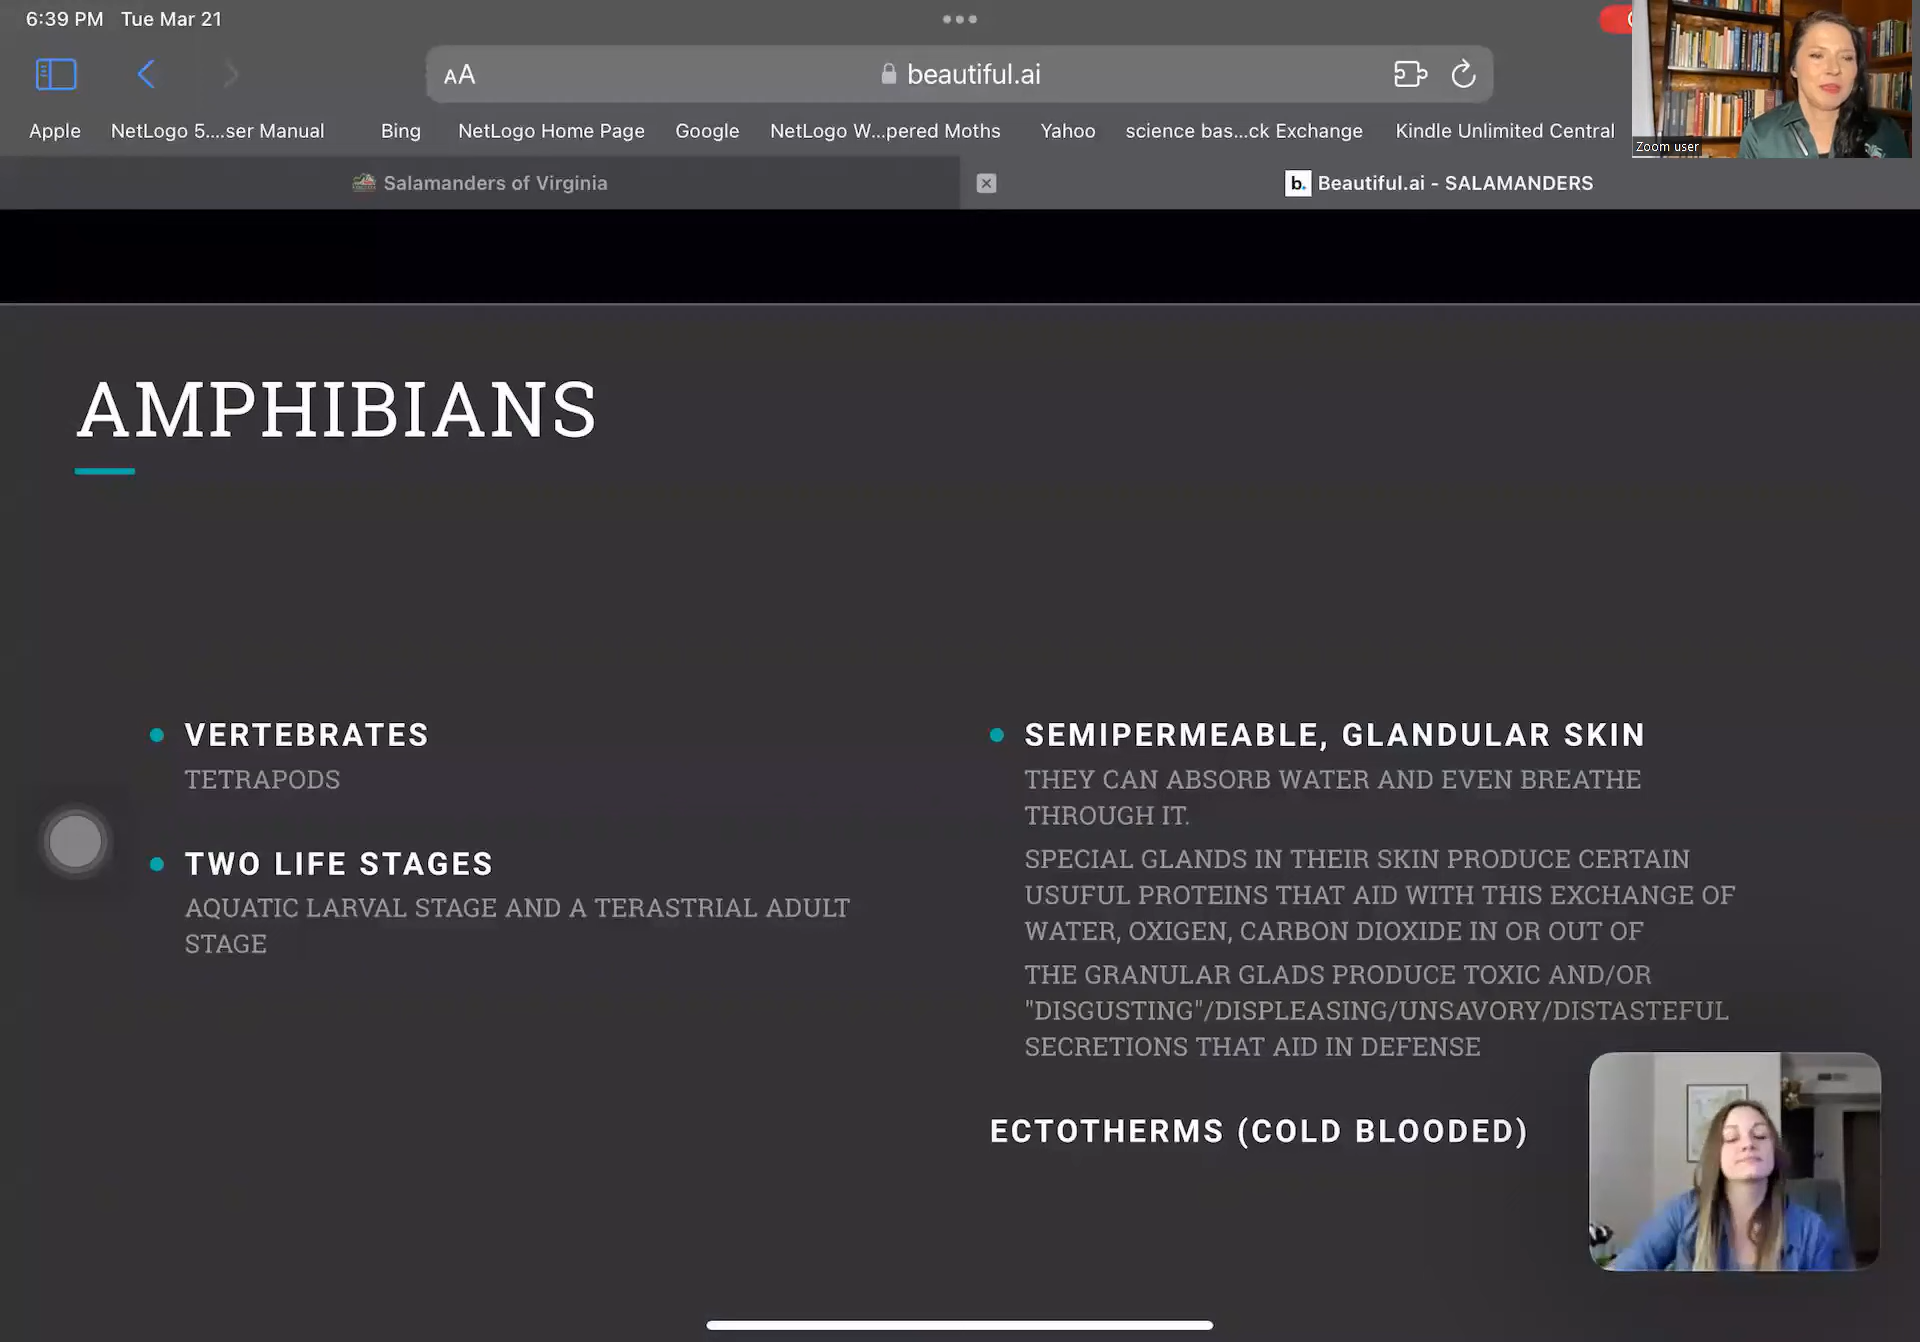 6:39 PM Tue Mar 21
AA
beautiful.ai
Apple
NetLogo 5....ser Manual
Bing
NetLogo Home Page
Google
NetLogo W...pered Moths
Yahoo
science bas...ck Exchange
Kindle Unlimited Central
Zoom user
Salamanders of Virginia
b. Beautiful.ai - SALAMANDERS
AMPHIBIANS
VERTEBRATES
TETRAPODS
TWO LIFE STAGES
AQUATIC LARVAL STAGE AND A TERASTRIAL ADULT
STAGE
SEMIPERMEABLE, GLANDULAR SKIN
THEY CAN ABSORB WATER AND EVEN BREATHE
THROUGH IT.
SPECIAL GLANDS IN THEIR SKIN PRODUCE CERTAIN
USUFUL PROTEINS THAT AID WITH THIS EXCHANGE OF
WATER, OXIGEN, CARBON DIOXIDE IN OR OUT OF
THE GRANULAR GLADS PRODUCE TOXIC AND/OR
"DISGUSTING"/DISPLEASING/UNSAVORY/DISTASTEFUL
SECRETIONS THAT AID IN DEFENSE
ECTOTHERMS (COLD BLOODED)